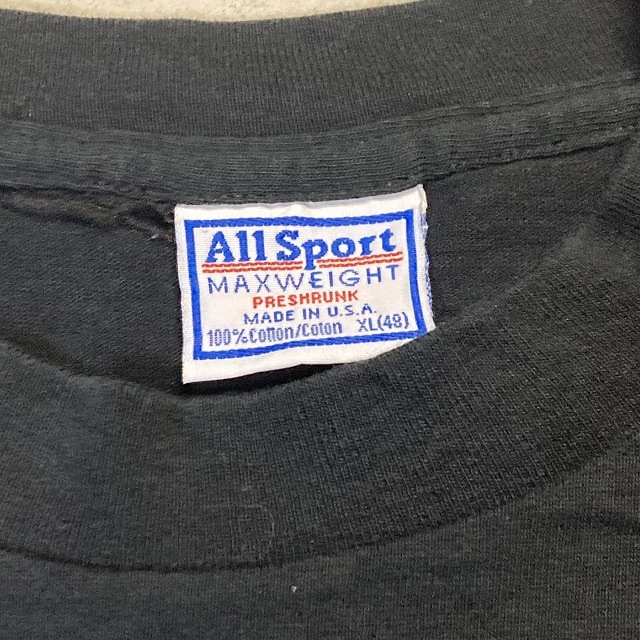 All Sport
MAXWEIGHT
PRESHRUNK
MADE IN U.S.A.
100% Cotton/Coton XL(48)